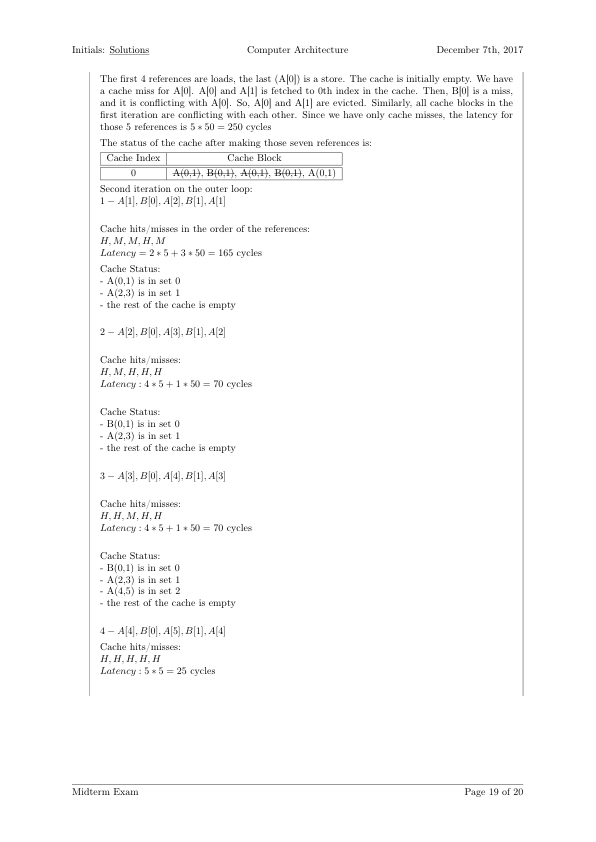 Initials: Solutions Computer Architecture December 7th, 2017
The first 4 references are loads, the last (A[0]) is a store. The cache is initially empty. We have
a cache miss for A[0]. A[0] and A[1] is fetched to 0th index in the cache. Then, B[0] is a miss,
and it is conflicting with A[0]. So, A[0] and A[1] are evicted. Similarly, all cache blocks in the
first iteration are conflicting with each other. Since we have only cache misses, the latency for
those 5 references is 5 ∗ 50 = 250 cycles
The status of the cache after making those seven references is:
Cache Index Cache Block
0 A(0,1), B(0,1), A(0,1), B(0,1), A(0,1)
Second iteration on the outer loop:
1 − A[1], B[0], A[2], B[1], A[1]
Cache hits/misses in the order of the references:
H, M, M, H, M
Latency = 2 ∗ 5 + 3 ∗ 50 = 165 cycles
Cache Status:
- A(0,1) is in set 0
- A(2,3) is in set 1
- the rest of the cache is empty
2 − A[2], B[0], A[3], B[1], A[2]
Cache hits/misses:
H, M, H, H, H
Latency : 4 ∗ 5 + 1 ∗ 50 = 70 cycles
Cache Status:
- B(0,1) is in set 0
- A(2,3) is in set 1
- the rest of the cache is empty
3 − A[3], B[0], A[4], B[1], A[3]
Cache hits/misses:
H, H, M, H, H
Latency : 4 ∗ 5 + 1 ∗ 50 = 70 cycles
Cache Status:
- B(0,1) is in set 0
- A(2,3) is in set 1
- A(4,5) is in set 2
- the rest of the cache is empty
4 − A[4], B[0], A[5], B[1], A[4]
Cache hits/misses:
H, H, H, H, H
Latency : 5 ∗ 5 = 25 cycles
Midterm Exam Page 19 of 20